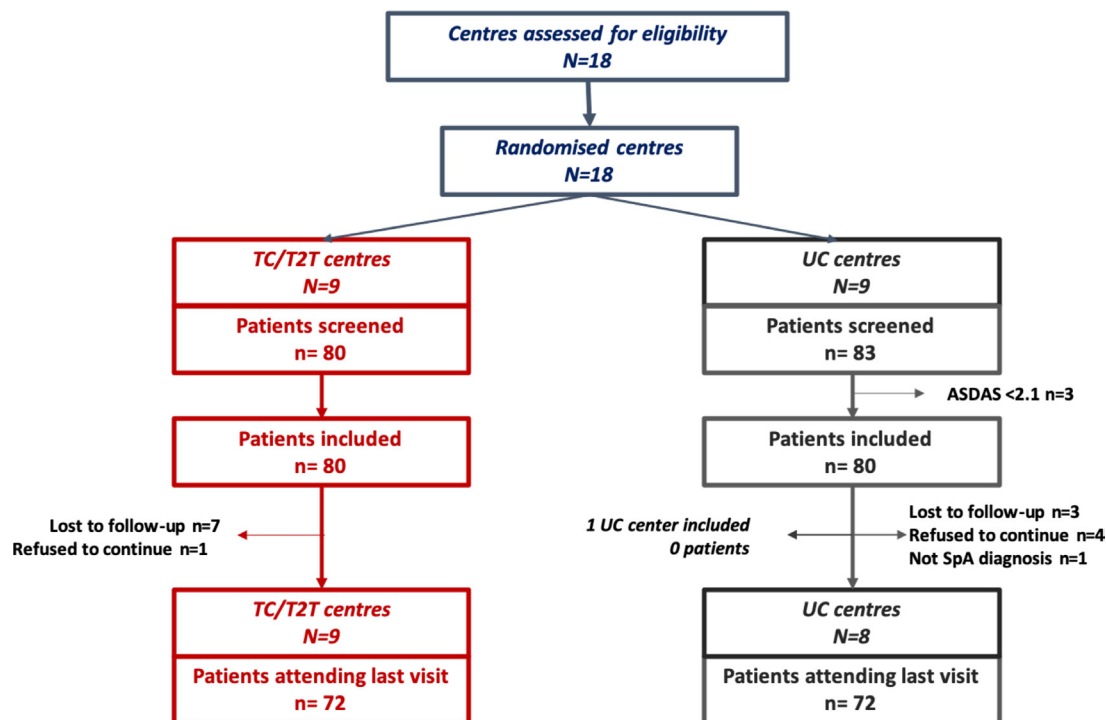 Centres assessed for eligibility
N=18
Randomised centres
N=18
TC/T2T centres
N=9
Patients screened
n= 80
UC centres
N=9
Patients screened
n= 83
ASDAS <2.1 n=3
Patients included
n= 80
Patients included
n= 80
Lost to follow-up n=7
Refused to continue n=1
1 UC center included
0 patients
Lost to follow-up n=3
Refused to continue n=4
Not SpA diagnosis n=1
TC/T2T centres
N=9
Patients attending last visit
n= 72
UC centres
N=8
Patients attending last visit
n= 72